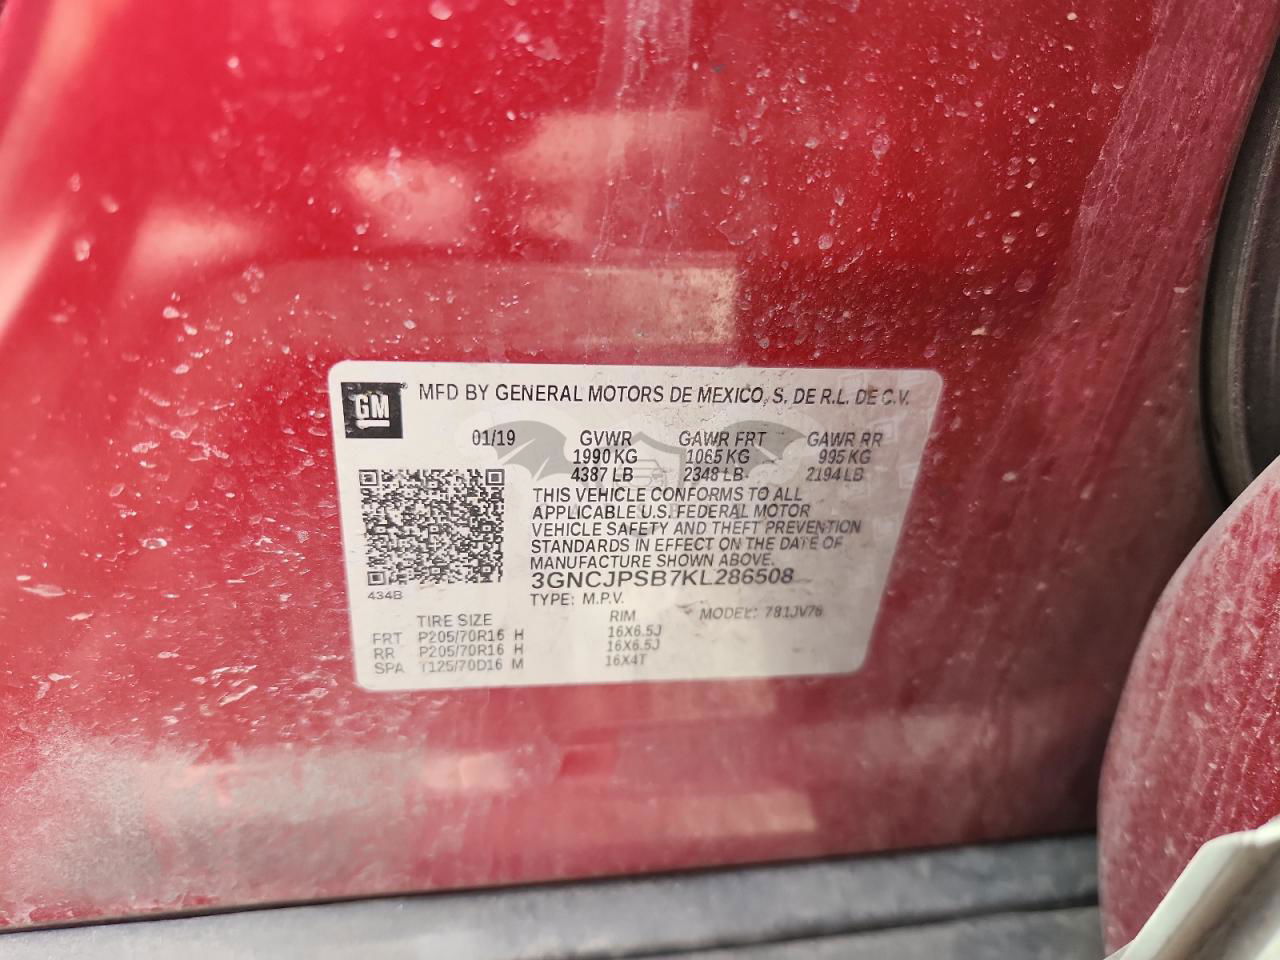 GM
MFD BY GENERAL MOTORS DE MEXICO, S. DE R.L. DE C.V.
01/19 GVWR GAWR FRT GAWR RR
1990 KG 1065 KG 995 KG
4387 LB 2348 LB 2194 LB
THIS VEHICLE CONFORMS TO ALL
APPLICABLE U.S. FEDERAL MOTOR
VEHICLE SAFETY AND THEFT PREVENTION
STANDARDS IN EFFECT ON THE DATE OF
MANUFACTURE SHOWN ABOVE.
3GNCJPSB7KL286508
434B
TYPE: M.P.V.
MODEL: 781JV76
TIRE SIZE RIM
FRT P205/70R16 H 16X6.5J
RR P205/70R16 H 16X6.5J
SPA T125/70D16 M 16X4T